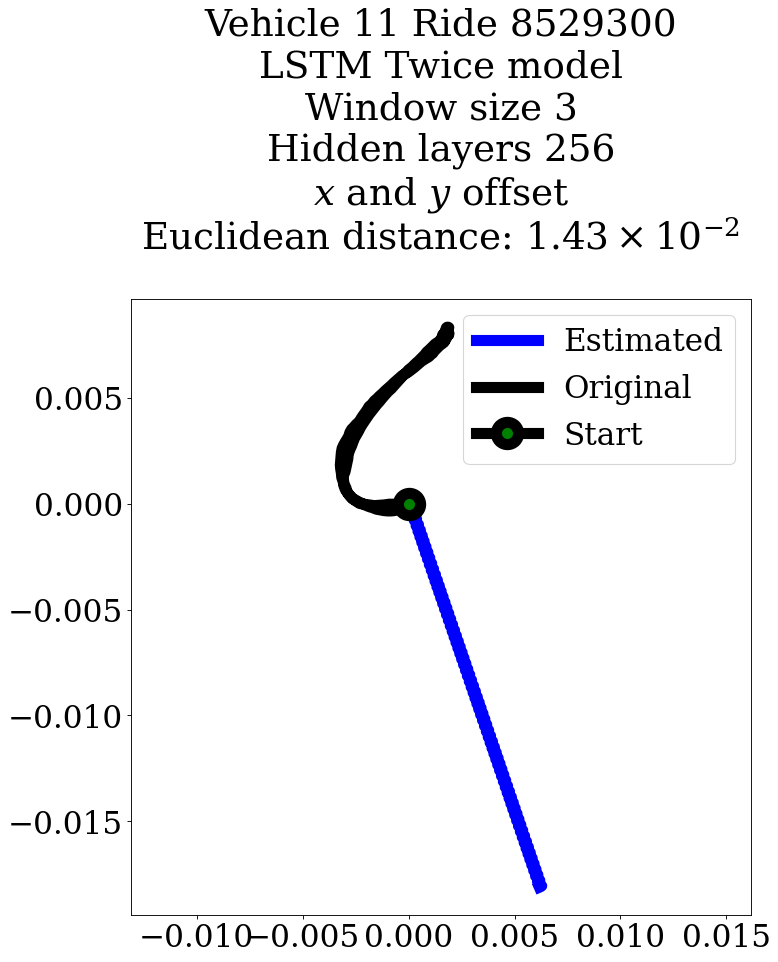 Vehicle 11 Ride 8529300
LSTM Twice model
Window size 3
Hidden layers 256
x and y offset
Euclidean distance: 1.43 × 10⁻²
Estimated
Original
Start
0.005
0.000
−0.005
−0.010
−0.015
−0.010 −0.005 0.000 0.005 0.010 0.015